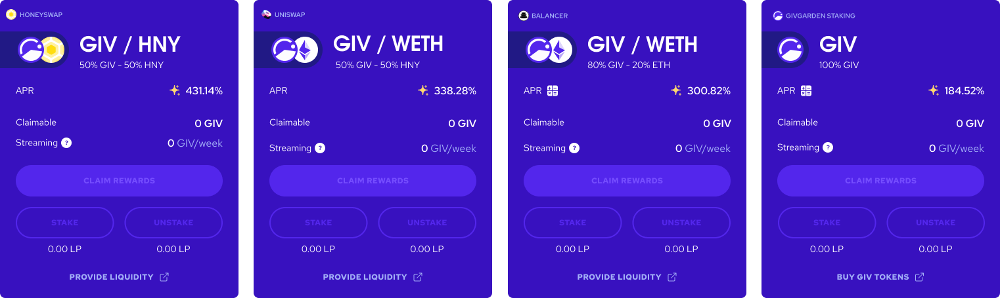 HONEYSWAP
GIV / HNY
50% GIV - 50% HNY
APR 431.14%
Claimable 0 GIV
Streaming ? 0 GIV/week
CLAIM REWARDS
STAKE UNSTAKE
0.00 LP 0.00 LP
PROVIDE LIQUIDITY
UNISWAP
GIV / WETH
50% GIV - 50% HNY
APR 338.28%
Claimable 0 GIV
Streaming ? 0 GIV/week
CLAIM REWARDS
STAKE UNSTAKE
0.00 LP 0.00 LP
PROVIDE LIQUIDITY
BALANCER
GIV / WETH
80% GIV - 20% ETH
APR 300.82%
Claimable 0 GIV
Streaming ? 0 GIV/week
CLAIM REWARDS
STAKE UNSTAKE
0.00 LP 0.00 LP
PROVIDE LIQUIDITY
GIVGARDEN STAKING
GIV
100% GIV
APR 184.52%
Claimable 0 GIV
Streaming ? 0 GIV/week
CLAIM REWARDS
STAKE UNSTAKE
0.00 LP 0.00 LP
BUY GIV TOKENS